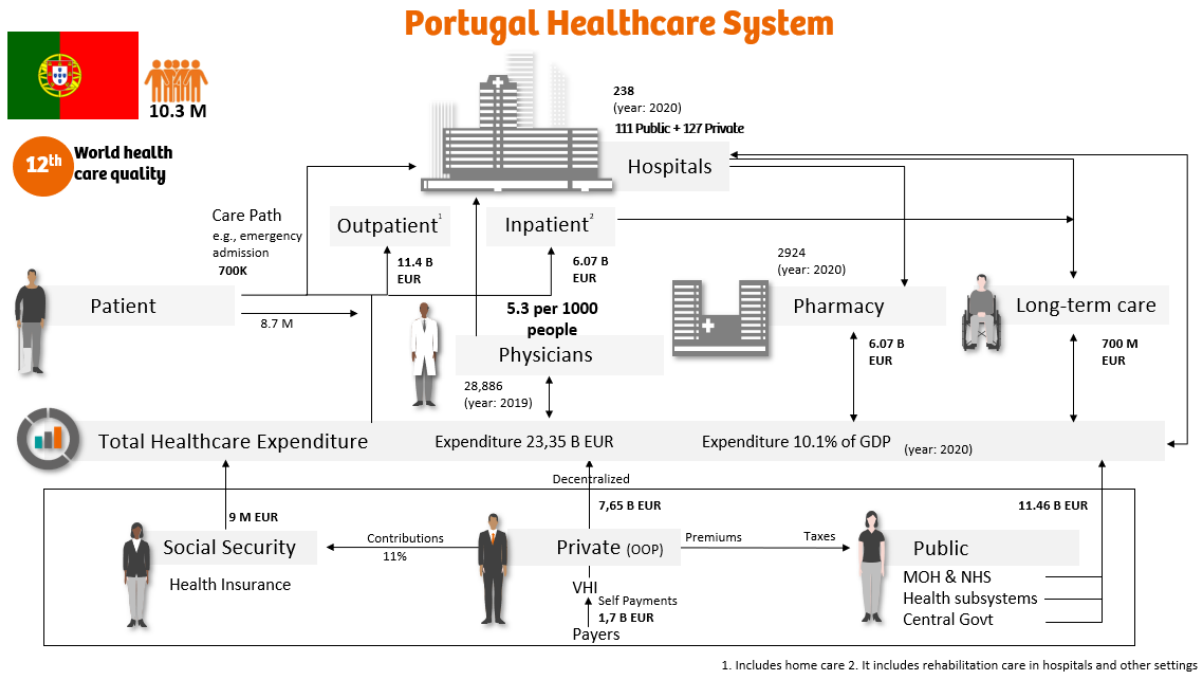 Portugal Healthcare System
10.3 M
12th
World health
care quality
238
(year: 2020)
111 Public + 127 Private
Hospitals
Care Path
e.g., emergency
admission
700K
Outpatient1
Inpatient2
11.4 B
EUR
6.07 B
EUR
2924
(year: 2020)
Patient
8.7 M
5.3 per 1000
people
Physicians
28,886
(year: 2019)
Pharmacy
6.07 B
EUR
Long-term care
700 M
EUR
Total Healthcare Expenditure
Expenditure 23,35 B EUR
Expenditure 10.1% of GDP
(year: 2020)
Decentralized
9 M EUR
7,65 B EUR
11.46 B EUR
Social Security
Health Insurance
Contributions
11%
Private (OOP)
Premiums
Taxes
Public
VHI
Self Payments
1,7 B EUR
Payers
MOH & NHS
Health subsystems
Central Govt
1. Includes home care 2. It includes rehabilitation care in hospitals and other settings